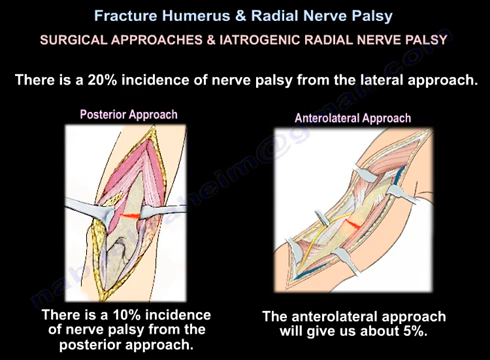 Fracture Humerus & Radial Nerve Palsy
SURGICAL APPROACHES & IATROGENIC RADIAL NERVE PALSY
There is a 20% incidence of nerve palsy from the lateral approach.
Posterior Approach
Anterolateral Approach
There is a 10% incidence
of nerve palsy from the
posterior approach.
The anterolateral approach
will give us about 5%.